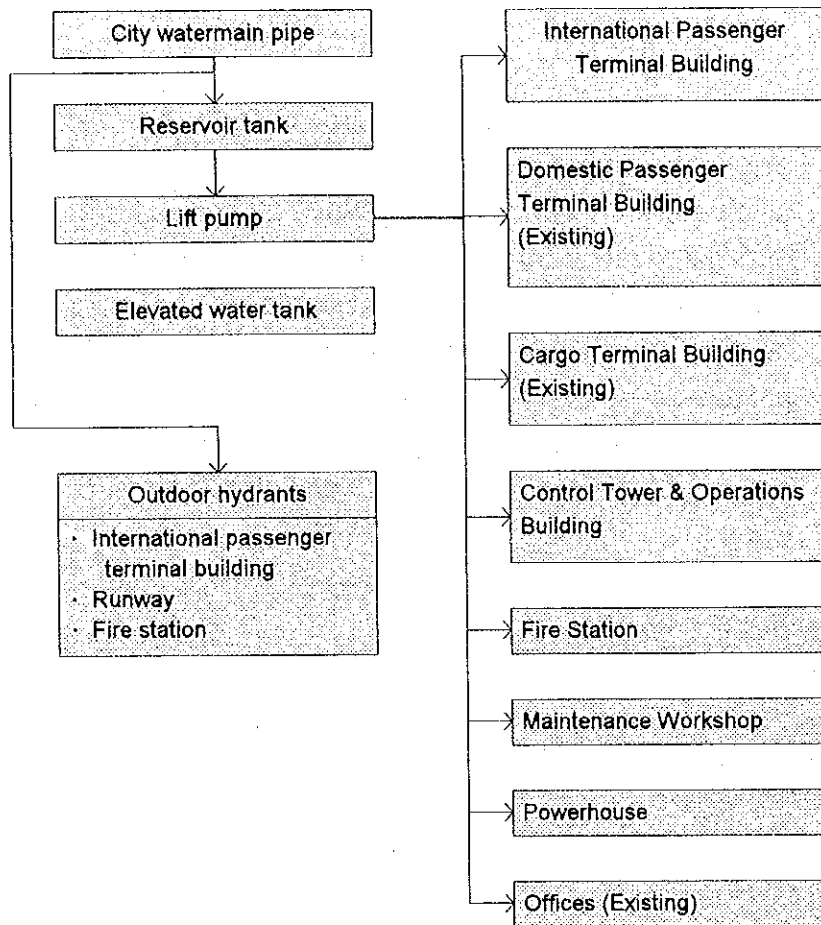 City watermain pipe
Reservoir tank
Lift pump
Elevated water tank
Outdoor hydrants
· International passenger
terminal building
· Runway
· Fire station
International Passenger
Terminal Building
Domestic Passenger
Terminal Building
(Existing)
Cargo Terminal Building
(Existing)
Control Tower & Operations
Building
Fire Station
Maintenance Workshop
Powerhouse
Offices (Existing)